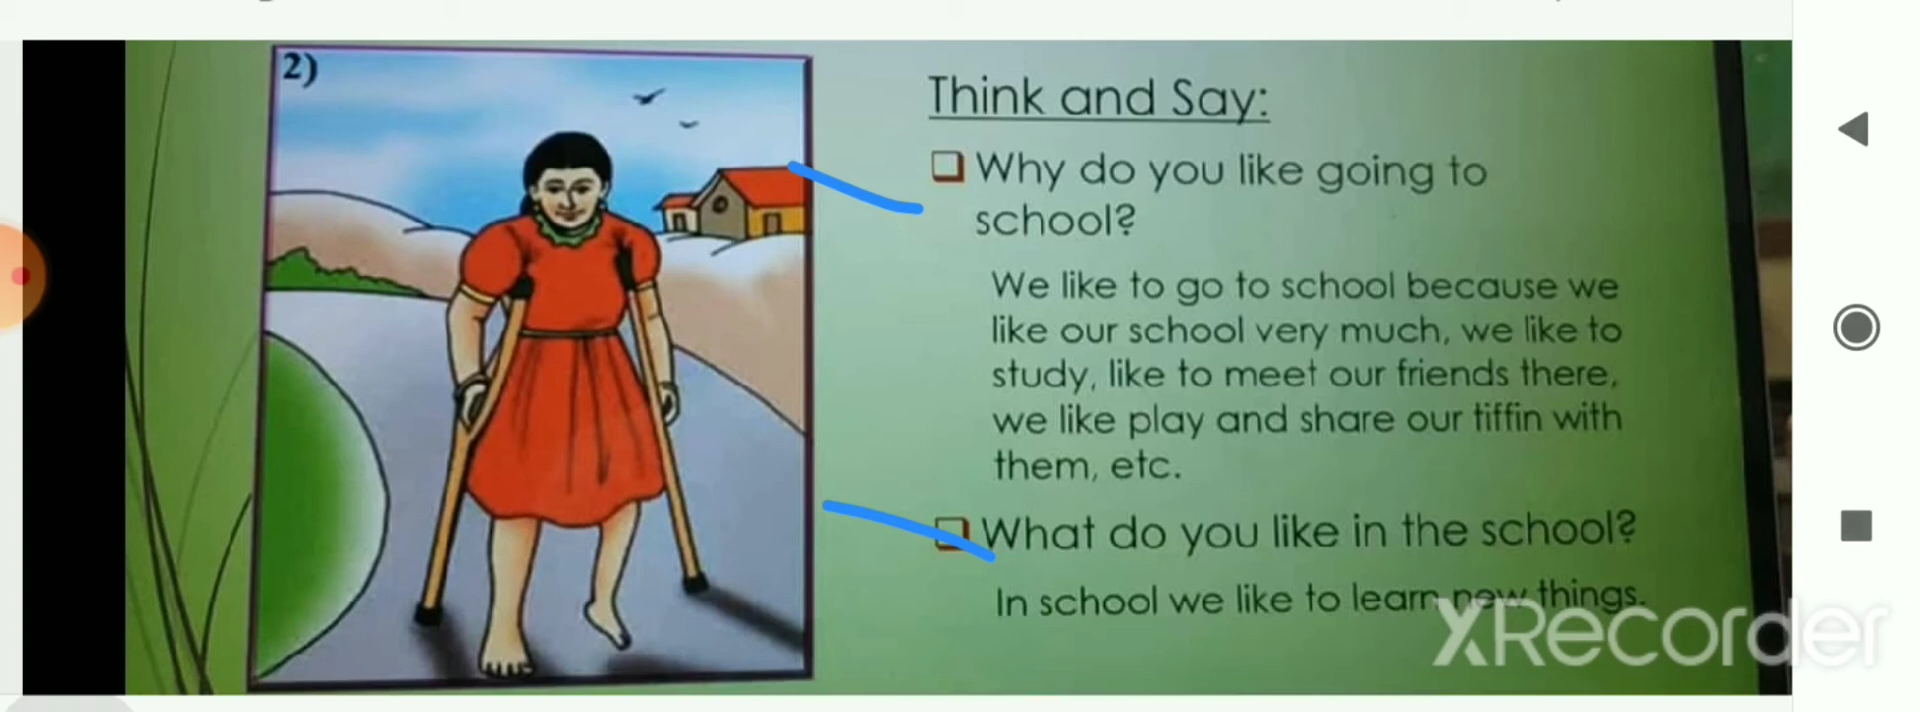 2)
Think and Say:
Why do you like going to
school?
We like to go to school because we
like our school very much, we like to
study, like to meet our friends there,
we like play and share our tiffin with
them, etc.
What do you like in the school?
In school we like to learn new things.
XRecorder